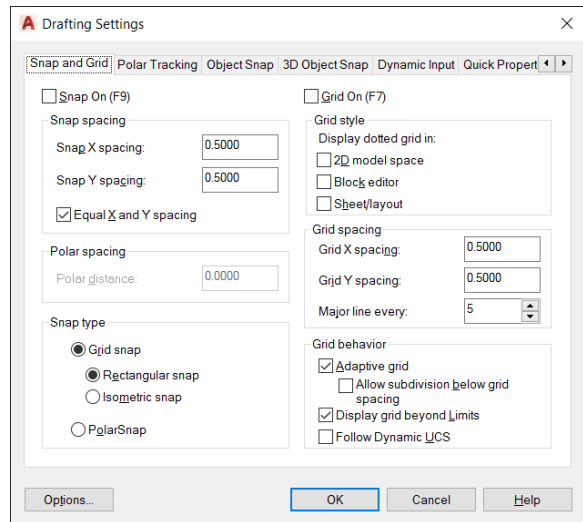 A Drafting Settings
Snap and Grid Polar Tracking Object Snap 3D Object Snap Dynamic Input Quick Propert
Snap On (F9)
Snap spacing
Snap X spacing: 0.5000
Snap Y spacing: 0.5000
Equal X and Y spacing
Polar spacing
Polar distance: 0.0000
Snap type
Grid snap
Rectangular snap
Isometric snap
PolarSnap
Grid On (F7)
Grid style
Display dotted grid in:
2D model space
Block editor
Sheet/layout
Grid spacing
Grid X spacing: 0.5000
Grid Y spacing: 0.5000
Major line every: 5
Grid behavior
Adaptive grid
Allow subdivision below grid
spacing
Display grid beyond Limits
Follow Dynamic UCS
Options... OK Cancel Help